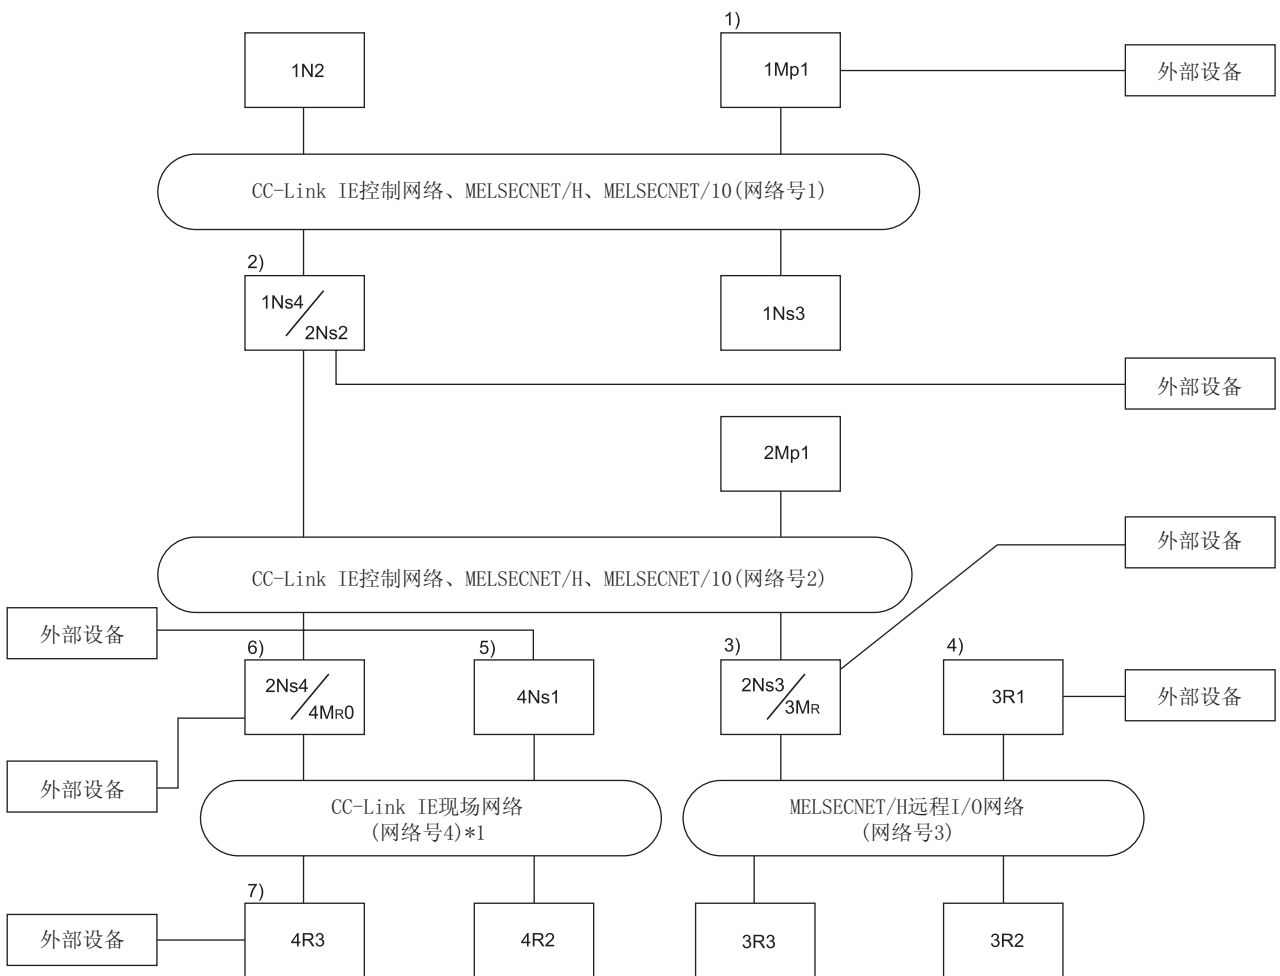 1)
1N2
1Mp1
外部设备
CC-Link IE控制网络、MELSECNET/H、MELSECNET/10(网络号1)
2)
1Ns4
2Ns2
1Ns3
外部设备
2Mp1
外部设备
CC-Link IE控制网络、MELSECNET/H、MELSECNET/10(网络号2)
外部设备
6)
5)
3)
4)
2Ns4
4MR0
4Ns1
2Ns3
3MR
3R1
外部设备
外部设备
CC-Link IE现场网络
(网络号4)*1
MELSECNET/H远程I/O网络
(网络号3)
7)
外部设备
4R3
4R2
3R3
3R2